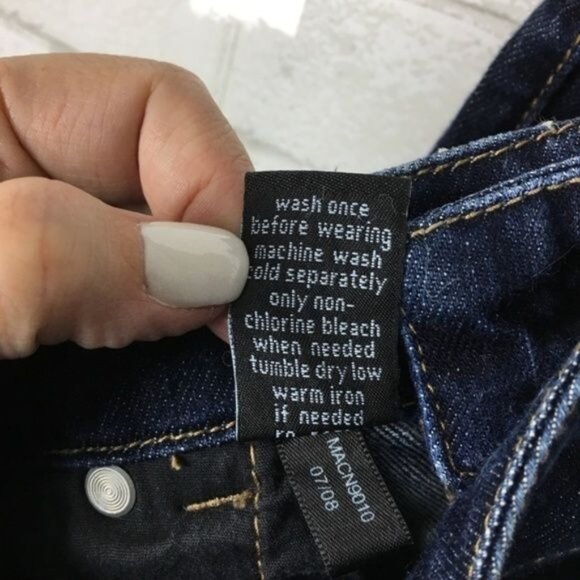 wash once
before wearing
machine wash
cold separately
only non-
chlorine bleach
when needed
tumble dry low
warm iron
if needed
MACN9010
07/08